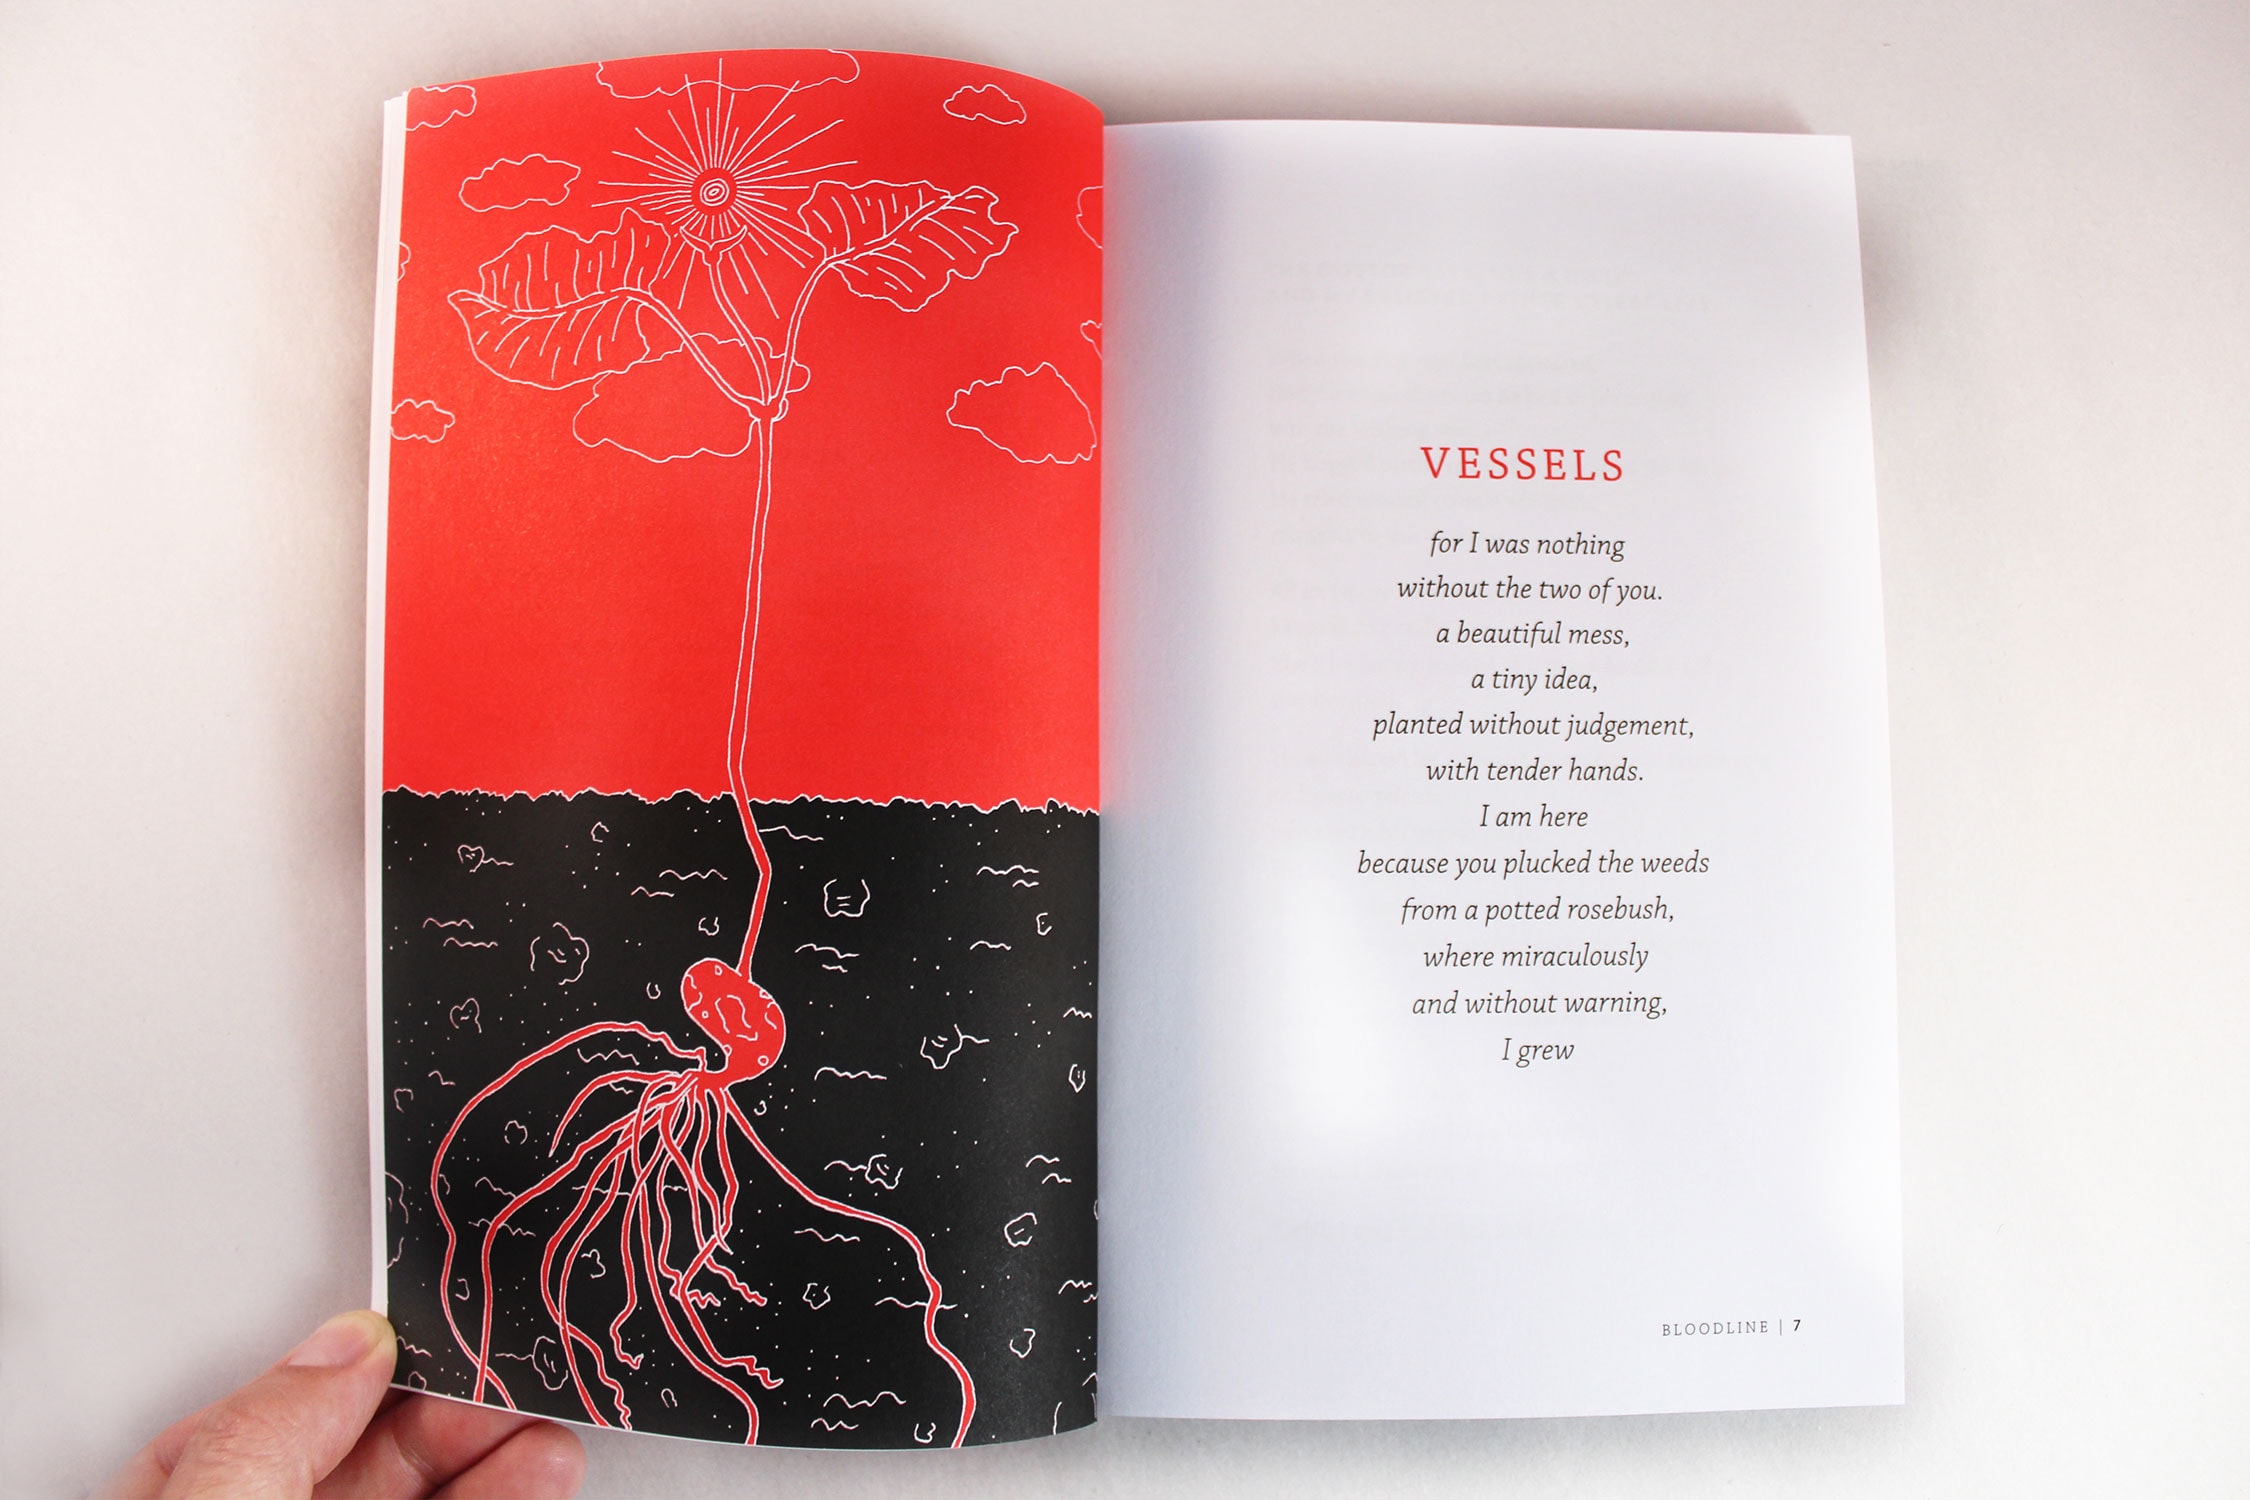 VESSELS
for I was nothing
without the two of you.
a beautiful mess,
a tiny idea,
planted without judgement,
with tender hands.
I am here
because you plucked the weeds
from a potted rosebush,
where miraculously
and without warning,
I grew
BLOODLINE | 7